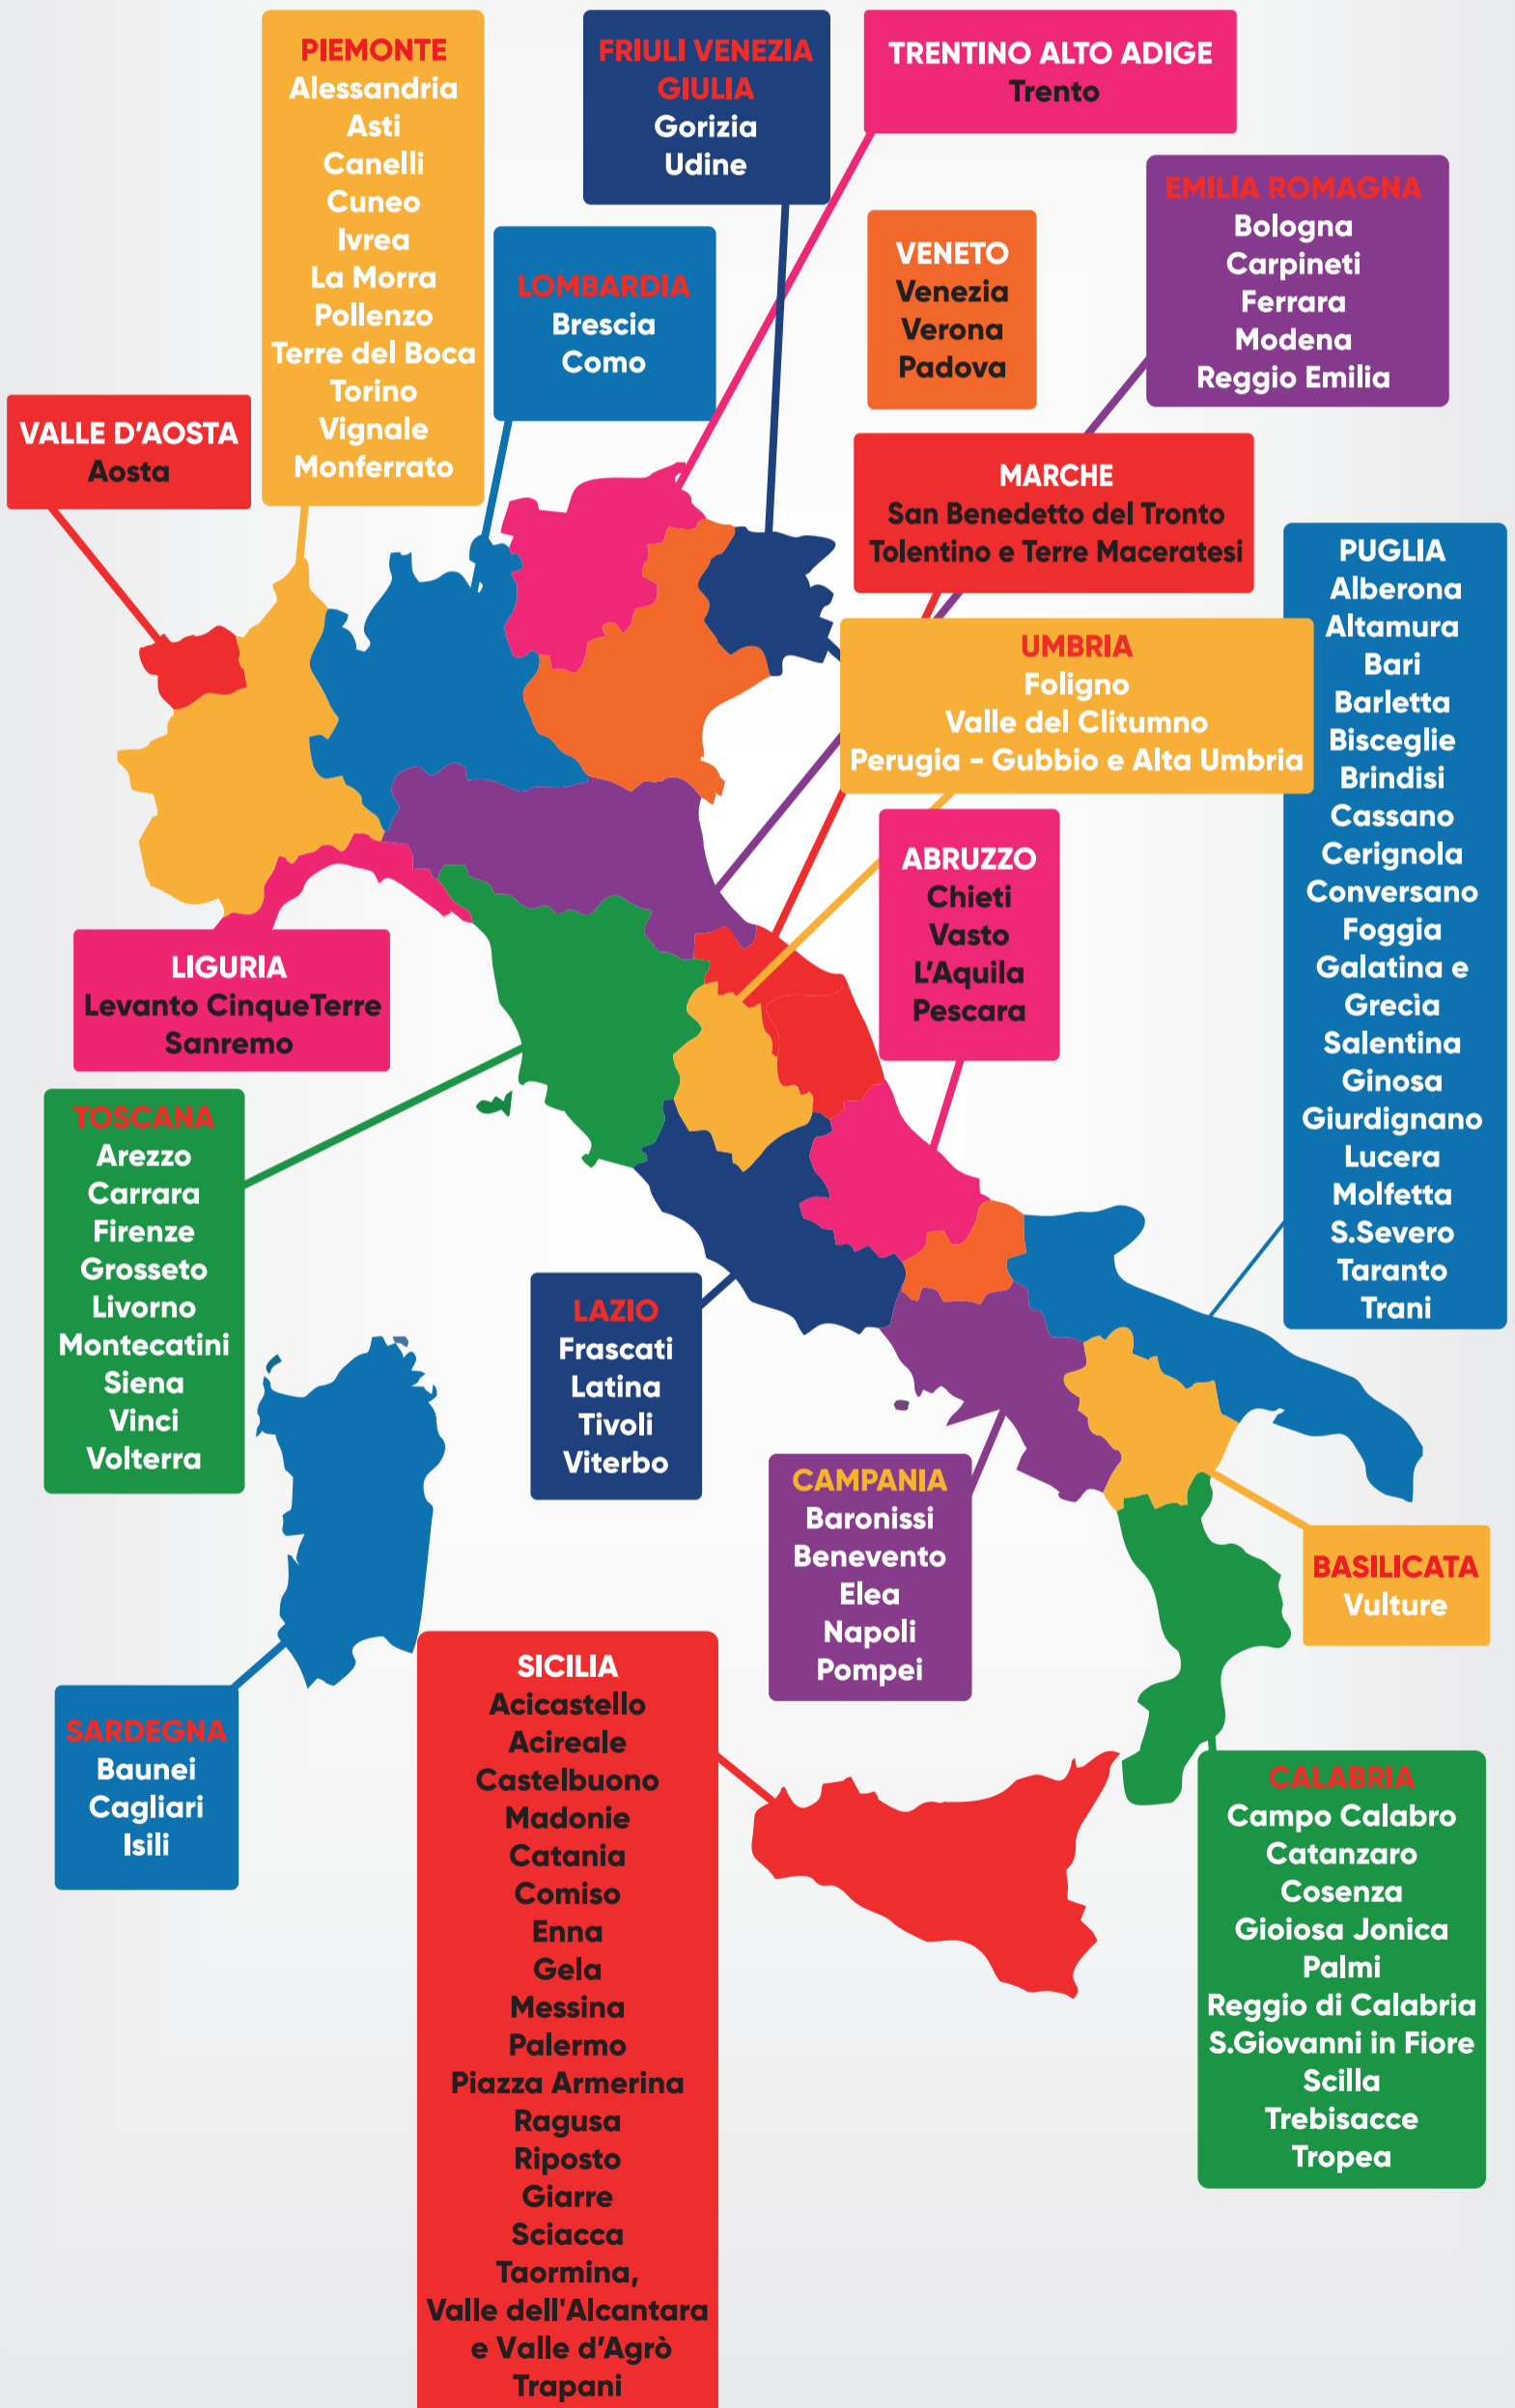 PIEMONTE
Alessandria
Asti
Canelli
Cuneo
Ivrea
La Morra
Pollenzo
Terre del Boca
Torino
Vignale
Monferrato
FRIULI VENEZIA
GIULIA
Gorizia
Udine
TRENTINO ALTO ADIGE
Trento
EMILIA ROMAGNA
Bologna
Carpineti
Ferrara
Modena
Reggio Emilia
LOMBARDIA
Brescia
Como
VENETO
Venezia
Verona
Padova
VALLE D’AOSTA
Aosta
MARCHE
San Benedetto del Tronto
Tolentino e Terre Maceratesi
PUGLIA
Alberona
Altamura
Bari
Barletta
Bisceglie
Brindisi
Cassano
Cerignola
Conversano
Foggia
Galatina e
Grecìa
Salentina
Ginosa
Giurdignano
Lucera
Molfetta
S.Severo
Taranto
Trani
UMBRIA
Foligno
Valle del Clitumno
Perugia - Gubbio e Alta Umbria
ABRUZZO
Chieti
Vasto
L’Aquila
Pescara
LIGURIA
Levanto CinqueTerre
Sanremo
TOSCANA
Arezzo
Carrara
Firenze
Grosseto
Livorno
Montecatini
Siena
Vinci
Volterra
LAZIO
Frascati
Latina
Tivoli
Viterbo
CAMPANIA
Baronissi
Benevento
Elea
Napoli
Pompei
BASILICATA
Vulture
SARDEGNA
Baunei
Cagliari
Isili
SICILIA
Acicastello
Acireale
Castelbuono
Madonie
Catania
Comiso
Enna
Gela
Messina
Palermo
Piazza Armerina
Ragusa
Riposto
Giarre
Sciacca
Taormina,
Valle dell'Alcantara
e Valle d’Agrò
Trapani
CALABRIA
Campo Calabro
Catanzaro
Cosenza
Gioiosa Jonica
Palmi
Reggio di Calabria
S.Giovanni in Fiore
Scilla
Trebisacce
Tropea